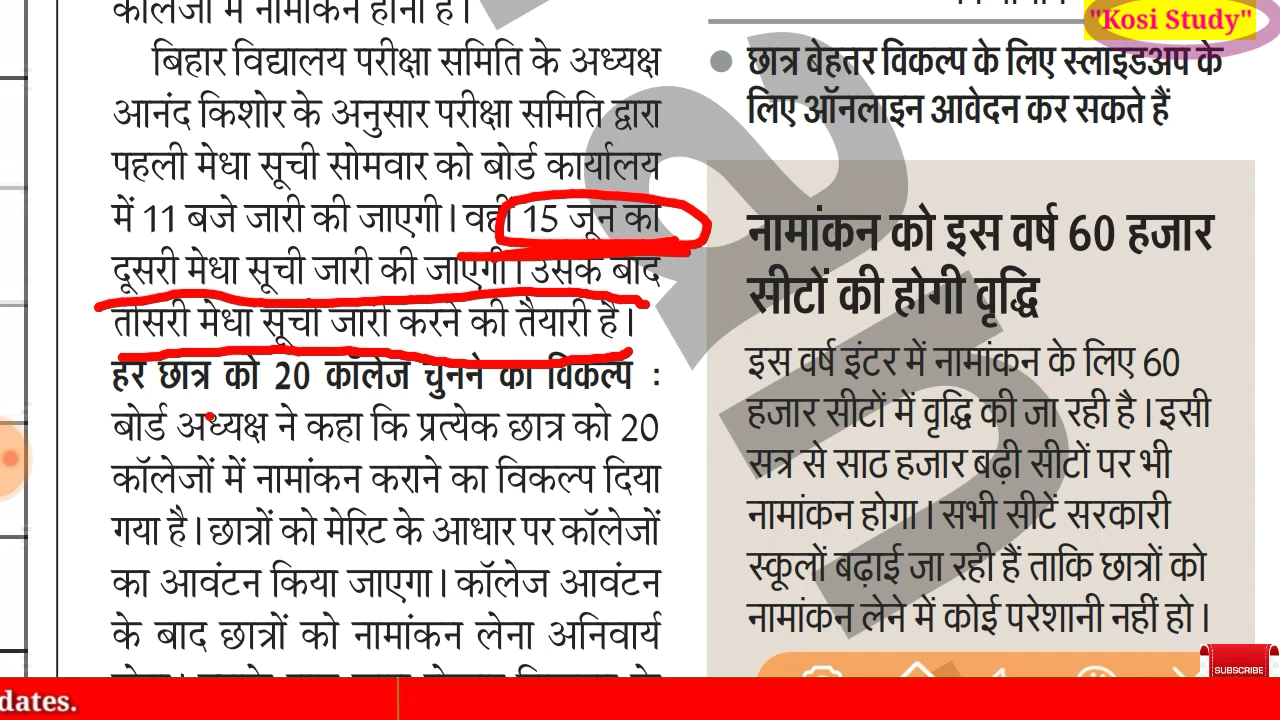 कॉलेजों में नामांकन होना है।
बिहार विद्यालय परीक्षा समिति के अध्यक्ष
आनंद किशोर के अनुसार परीक्षा समिति द्वारा
पहली मेधा सूची सोमवार को बोर्ड कार्यालय
में 11 बजे जारी की जाएगी। वहीं 15 जून को
दूसरी मेधा सूची जारी की जाएगी। उसके बाद
तीसरी मेधा सूची जारी करने की तैयारी है।
हर छात्र को 20 कॉलेज चुनने का विकल्प :
बोर्ड अध्यक्ष ने कहा कि प्रत्येक छात्र को 20
कॉलेजों में नामांकन कराने का विकल्प दिया
गया है। छात्रों को मेरिट के आधार पर कॉलेजों
का आवंटन किया जाएगा। कॉलेज आवंटन
के बाद छात्रों को नामांकन लेना अनिवार्य
"Kosi Study"
छात्र बेहतर विकल्प के लिए स्लाइडअप के
लिए ऑनलाइन आवेदन कर सकते हैं
नामांकन को इस वर्ष 60 हजार
सीटों की होगी वृद्धि
इस वर्ष इंटर में नामांकन के लिए 60
हजार सीटों में वृद्धि की जा रही है। इसी
सत्र से साठ हजार बढ़ी सीटों पर भी
नामांकन होगा। सभी सीटें सरकारी
स्कूलों बढ़ाई जा रही हैं ताकि छात्रों को
नामांकन लेने में कोई परेशानी नहीं हो।
SUBSCRIBE
dates.